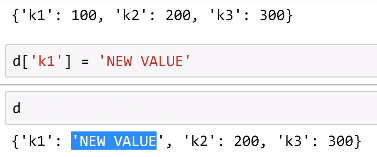 {'k1': 100, 'k2': 200, 'k3': 300}
d['k1'] = 'NEW VALUE'
d
{'k1': 'NEW VALUE', 'k2': 200, 'k3': 300}